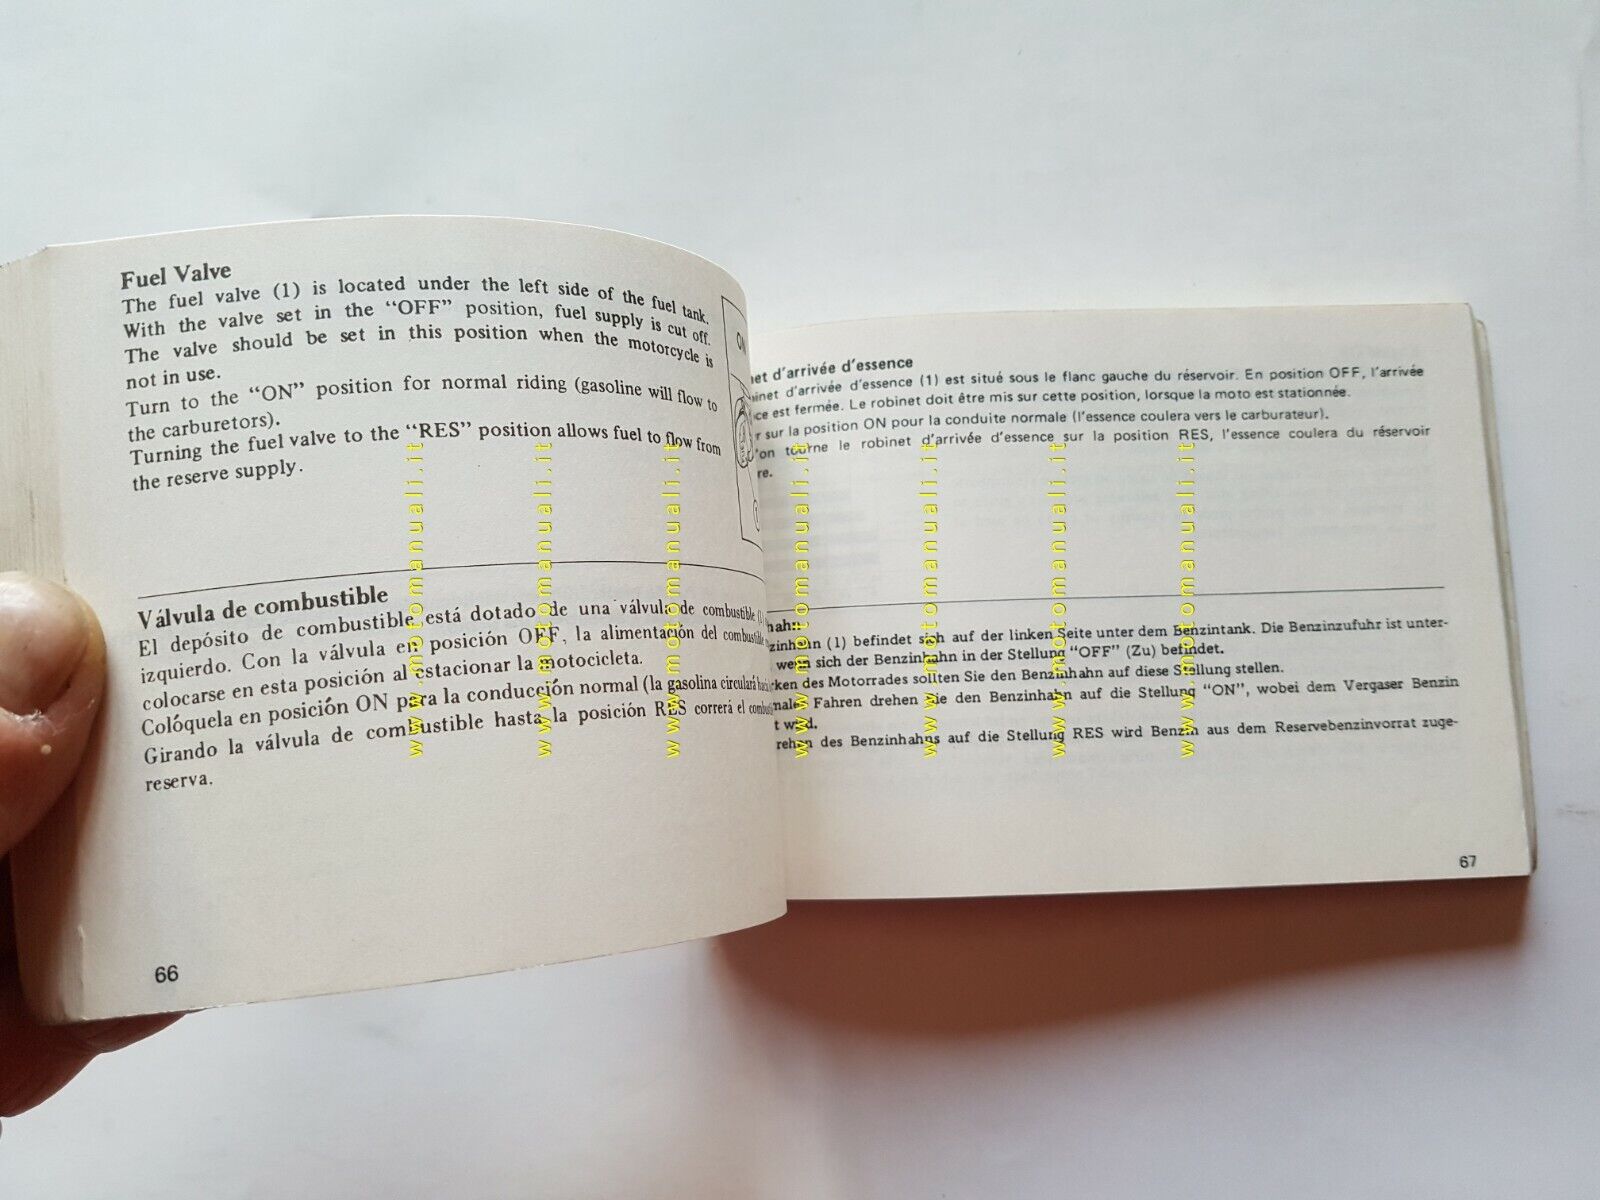 Fuel Valve
The fuel valve (1) is located under the left side of the fuel tank.
With the valve set in the “OFF” position, fuel supply is cut off.
The valve should be set in this position when the motorcycle is
not in use.
Turn to the “ON” position for normal riding (gasoline will flow to
the carburetors).
Turning the fuel valve to the “RES” position allows fuel to flow from
the reserve supply.
ON
Válvula de combustible
El depósito de combustible está dotado de una válvula de combustible (1)
izquierdo. Con la válvula en posición OFF, la alimentación del combustible
colocarse en esta posición al estacionar la motocicleta.
Colóquela en posición ON para la conducción normal (la gasolina circulará
Girando la válvula de combustible hasta la posición RES correrá el
reserva.
66
net d’arrivée d’essence
inet d’arrivée d’essence (1) est situé sous le flanc gauche du réservoir. En position OFF, l’arrivée
ce est fermée. Le robinet doit être mis sur cette position, lorsque la moto est stationnée.
r sur la position ON pour la conduite normale (l’essence coulera vers le carburateur).
’on tourne le robinet d’arrivée d’essence sur la position RES, l’essence coulera du réservoir
re.
nahn
zinhahn (1) befindet sich auf der linken Seite unter dem Benzintank. Die Benzinzufuhr ist unter-
wenn sich der Benzinhahn in der Stellung “OFF” (Zu) befindet.
rken des Motorrades sollten Sie den Benzinhahn auf diese Stellung stellen.
males Fahren drehen Sie den Benzinhahn auf die Stellung “ON”, wobei dem Vergaser Benzin
t wird.
rehen des Benzinhahns auf die Stellung RES wird Benzin aus dem Reservebenzinvorrat zuge-
67
www.motomanuali.it
www.motomanuali.it
www.motomanuali.it
www.motomanuali.it
www.motomanuali.it
www.motomanuali.it
www.motomanuali.it